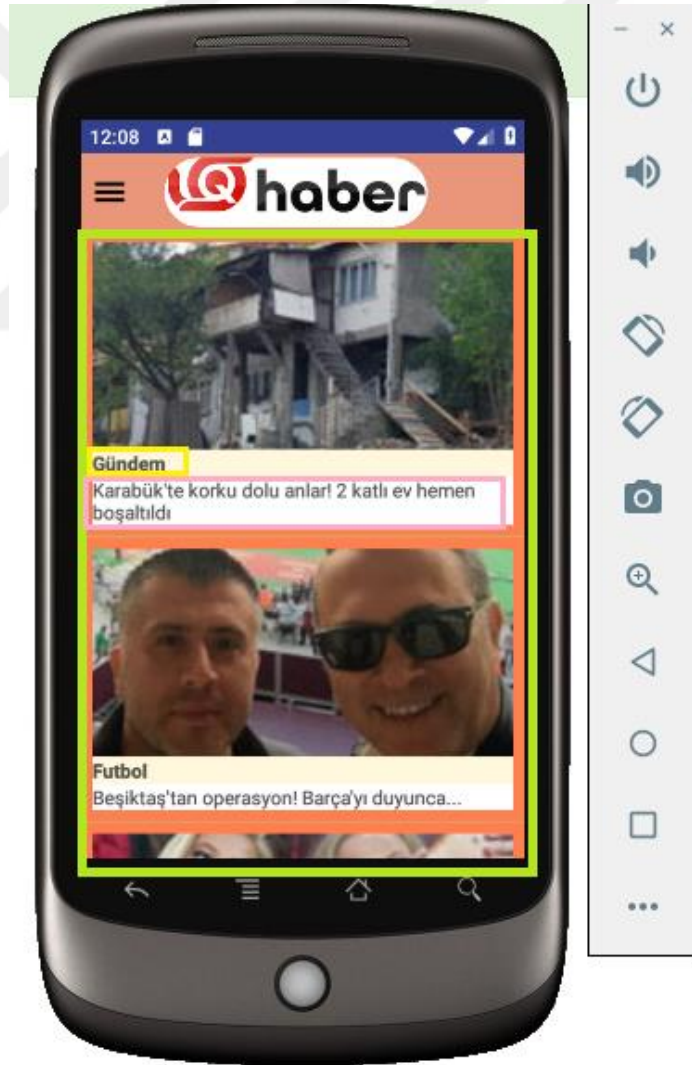 12:08
haber
Gündem
Karabük'te korku dolu anlar! 2 katlı ev hemen
boşaltıldı
Futbol
Beşiktaş'tan operasyon! Barça'yı duyunca...